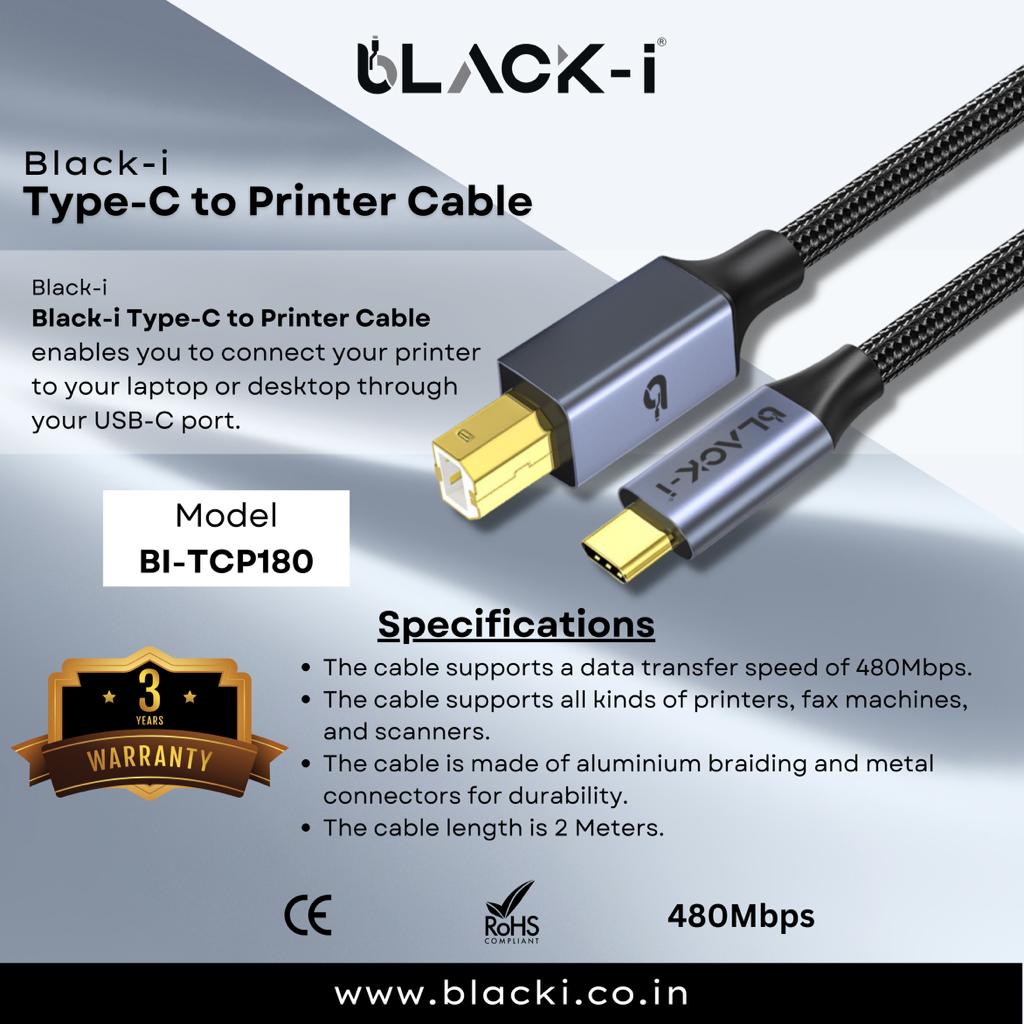 bLACK-i®
Black-i
Type-C to Printer Cable
Black-i
Black-i Type-C to Printer Cable
enables you to connect your printer
to your laptop or desktop through
your USB-C port.
bLACK-i
Model
BI-TCP180
Specifications
• The cable supports a data transfer speed of 480Mbps.
• The cable supports all kinds of printers, fax machines,
and scanners.
• The cable is made of aluminium braiding and metal
connectors for durability.
• The cable length is 2 Meters.
3
YEARS
WARRANTY
CE
RoHS
COMPLIANT
480Mbps
www.blacki.co.in